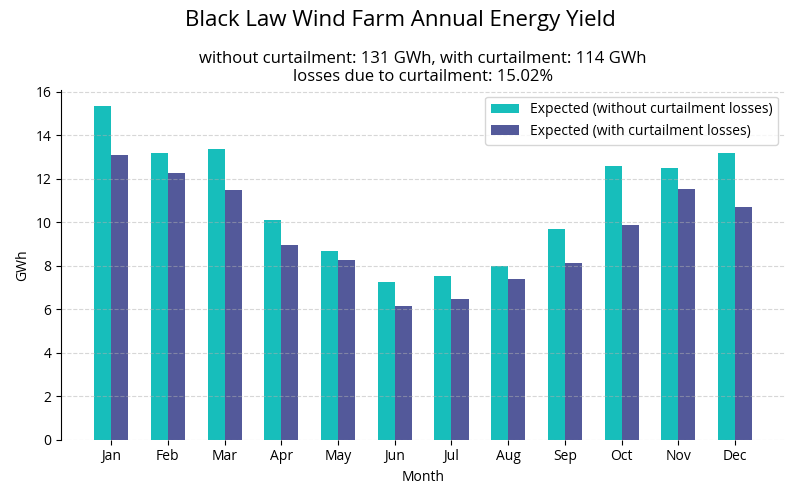 Black Law Wind Farm Annual Energy Yield
without curtailment: 131 GWh, with curtailment: 114 GWh
losses due to curtailment: 15.02%
Expected (without curtailment losses)
Expected (with curtailment losses)
GWh
16
14
12
10
8
6
4
2
0
Jan Feb Mar Apr May Jun Jul Aug Sep Oct Nov Dec
Month